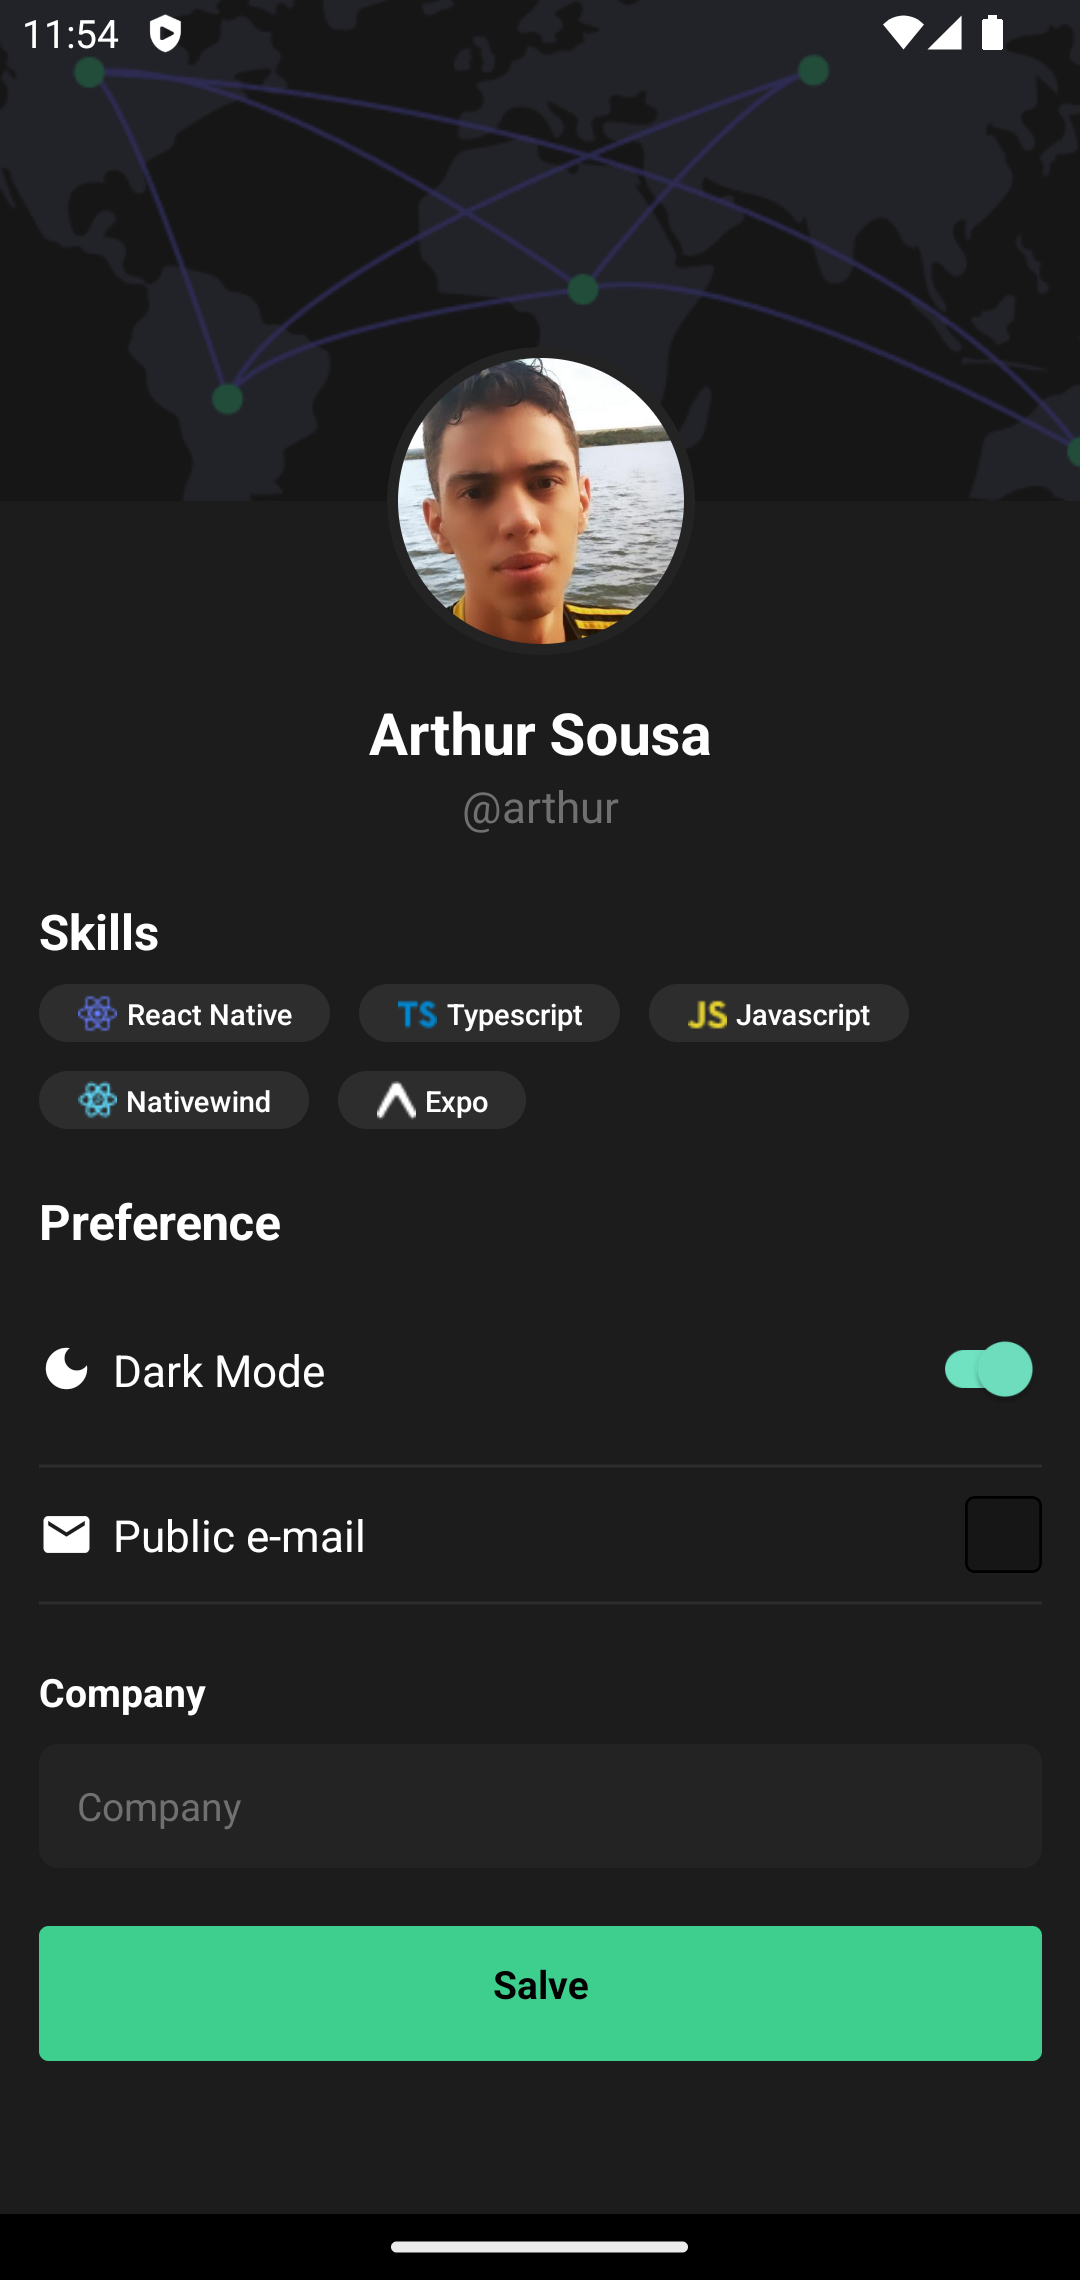 11:54
Arthur Sousa
@arthur
Skills
React Native TS Typescript JS Javascript
Nativewind Expo
Preference
Dark Mode
Public e-mail
Company
Company
Salve